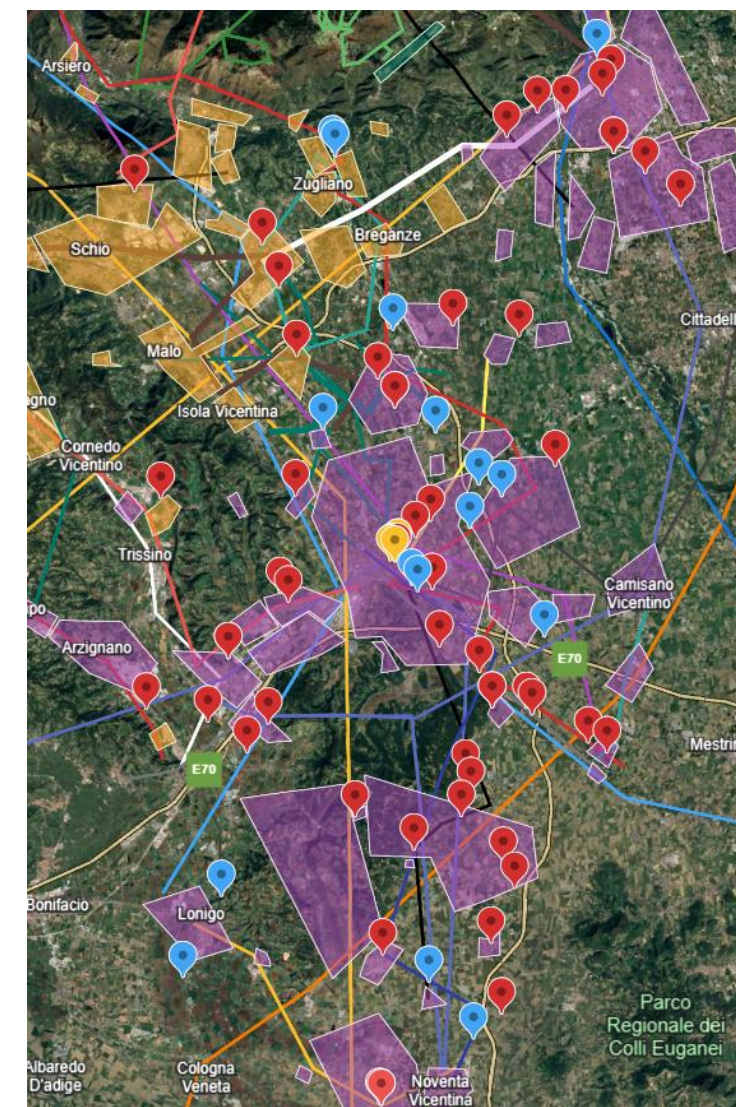 Arsiero
Zugliano
Schio
Breganze
Cittadell
Malo
Isola Vicentina
agno
Cornedo
Vicentino
Trissino
Camisano
Vicentino
Arzignano
E70
Mestrin
E70
Bonifacio
Lonigo
Parco
Regionale dei
Colli Euganei
Albaredo
D'adige
Cologna
Veneta
Noventa
Vicentina